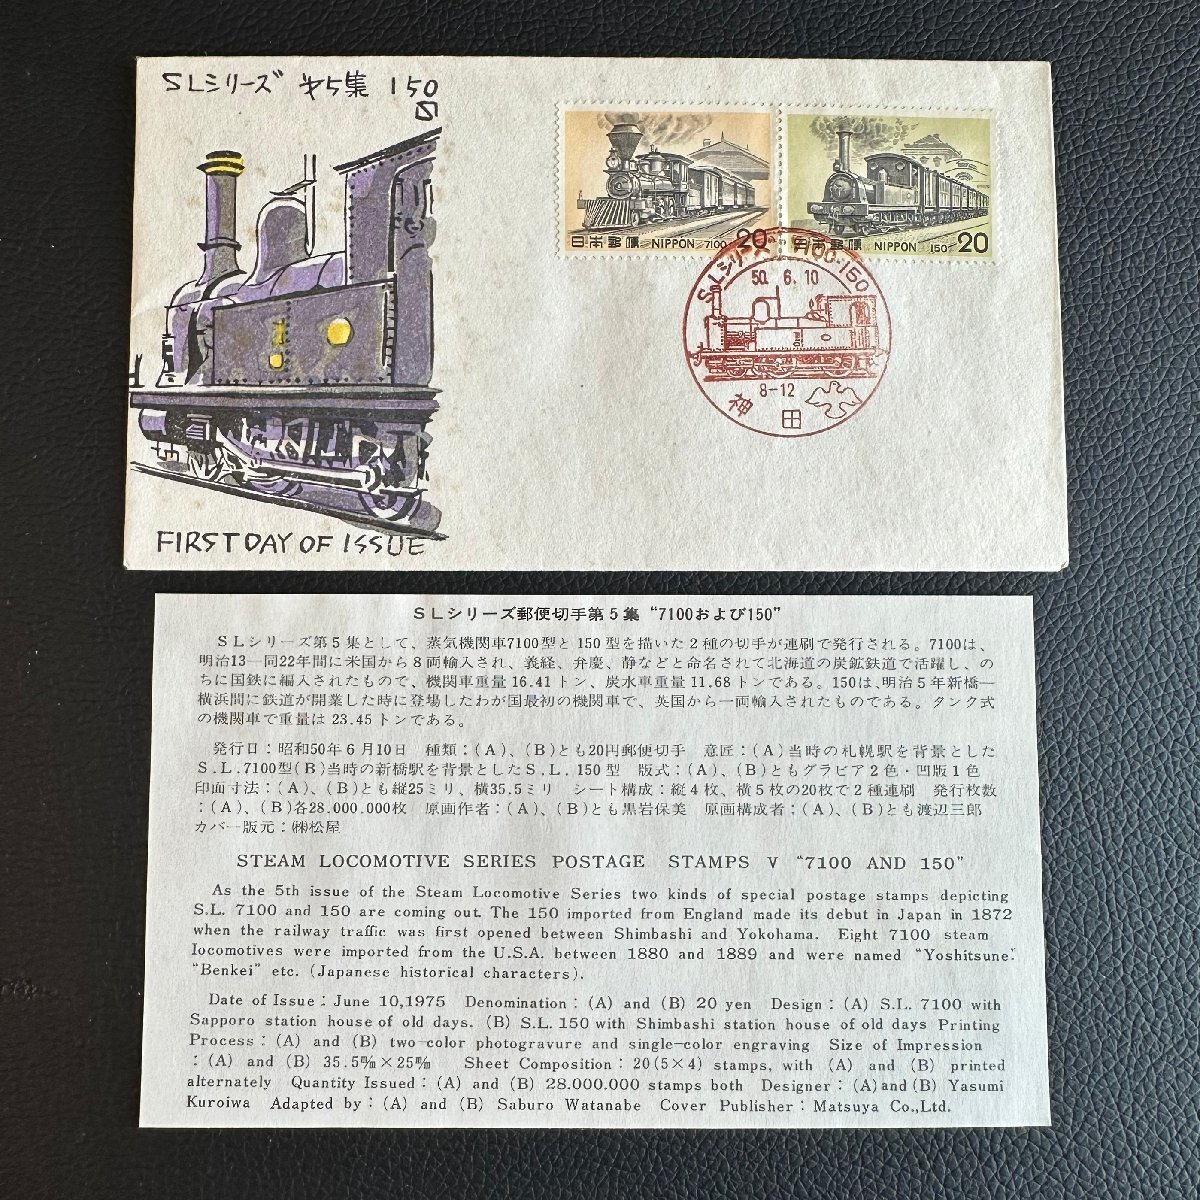 SLシリーズ 第5集 150
FIRST DAY OF ISSUE
日本郵便 NIPPON 7100 20
日本郵便 NIPPON 150 20
SLシリーズ 7100・150
50. 6. 10
8-12
神田
SLシリーズ郵便切手第5集 “7100および150”
SLシリーズ第5集として、蒸気機関車7100型と150型を描いた2種の切手が連刷で発行される。7100は、
明治13―同22年間に米国から8両輸入され、義経、弁慶、静などと命名されて北海道の炭鉱鉄道で活躍し、の
ちに国鉄に編入されたもので、機関車重量16.41トン、炭水車重量11.68トンである。150は、明治5年新橋―
横浜間に鉄道が開業した時に登場したわが国最初の機関車で、英国から一両輸入されたものである。タンク式
の機関車で重量は23.45トンである。
発行日：昭和50年6月10日 種類：(A)、(B)とも20円郵便切手 意匠：(A)当時の札幌駅を背景とした
S.L.7100型(B)当時の新橋駅を背景としたS.L.150型 版式：(A)、(B)ともグラビア2色・凹版1色
印面寸法：(A)、(B)とも縦25ミリ、横35.5ミリ シート構成：縦4枚、横5枚の20枚で2種連刷 発行枚数
：(A)、(B)各28.000.000枚 原画作者：(A)、(B)とも黒岩保美 原画構成者：(A)、(B)とも渡辺三郎
カバー版元：㈱松屋
STEAM LOCOMOTIVE SERIES POSTAGE STAMPS V “7100 AND 150”
As the 5th issue of the Steam Locomotive Series two kinds of special postage stamps depicting
S.L. 7100 and 150 are coming out. The 150 imported from England made its debut in Japan in 1872
when the railway traffic was first opened between Shimbashi and Yokohama. Eight 7100 steam
locomotives were imported from the U.S.A. between 1880 and 1889 and were named “Yoshitsune”.
“Benkei” etc. (Japanese historical characters).
Date of Issue : June 10,1975 Denomination : (A) and (B) 20 yen Design : (A) S.L. 7100 with
Sapporo station house of old days. (B) S.L. 150 with Shimbashi station house of old days Printing
Process : (A) and (B) two-color photogravure and single-color engraving Size of Impression
: (A) and (B) 35.5㎜×25㎜ Sheet Composition : 20(5×4) stamps, with (A) and (B) printed
alternately Quantity Issued : (A) and (B) 28.000.000 stamps both Designer : (A)and (B) Yasumi
Kuroiwa Adapted by : (A) and (B) Saburo Watanabe Cover Publisher : Matsuya Co.,Ltd.